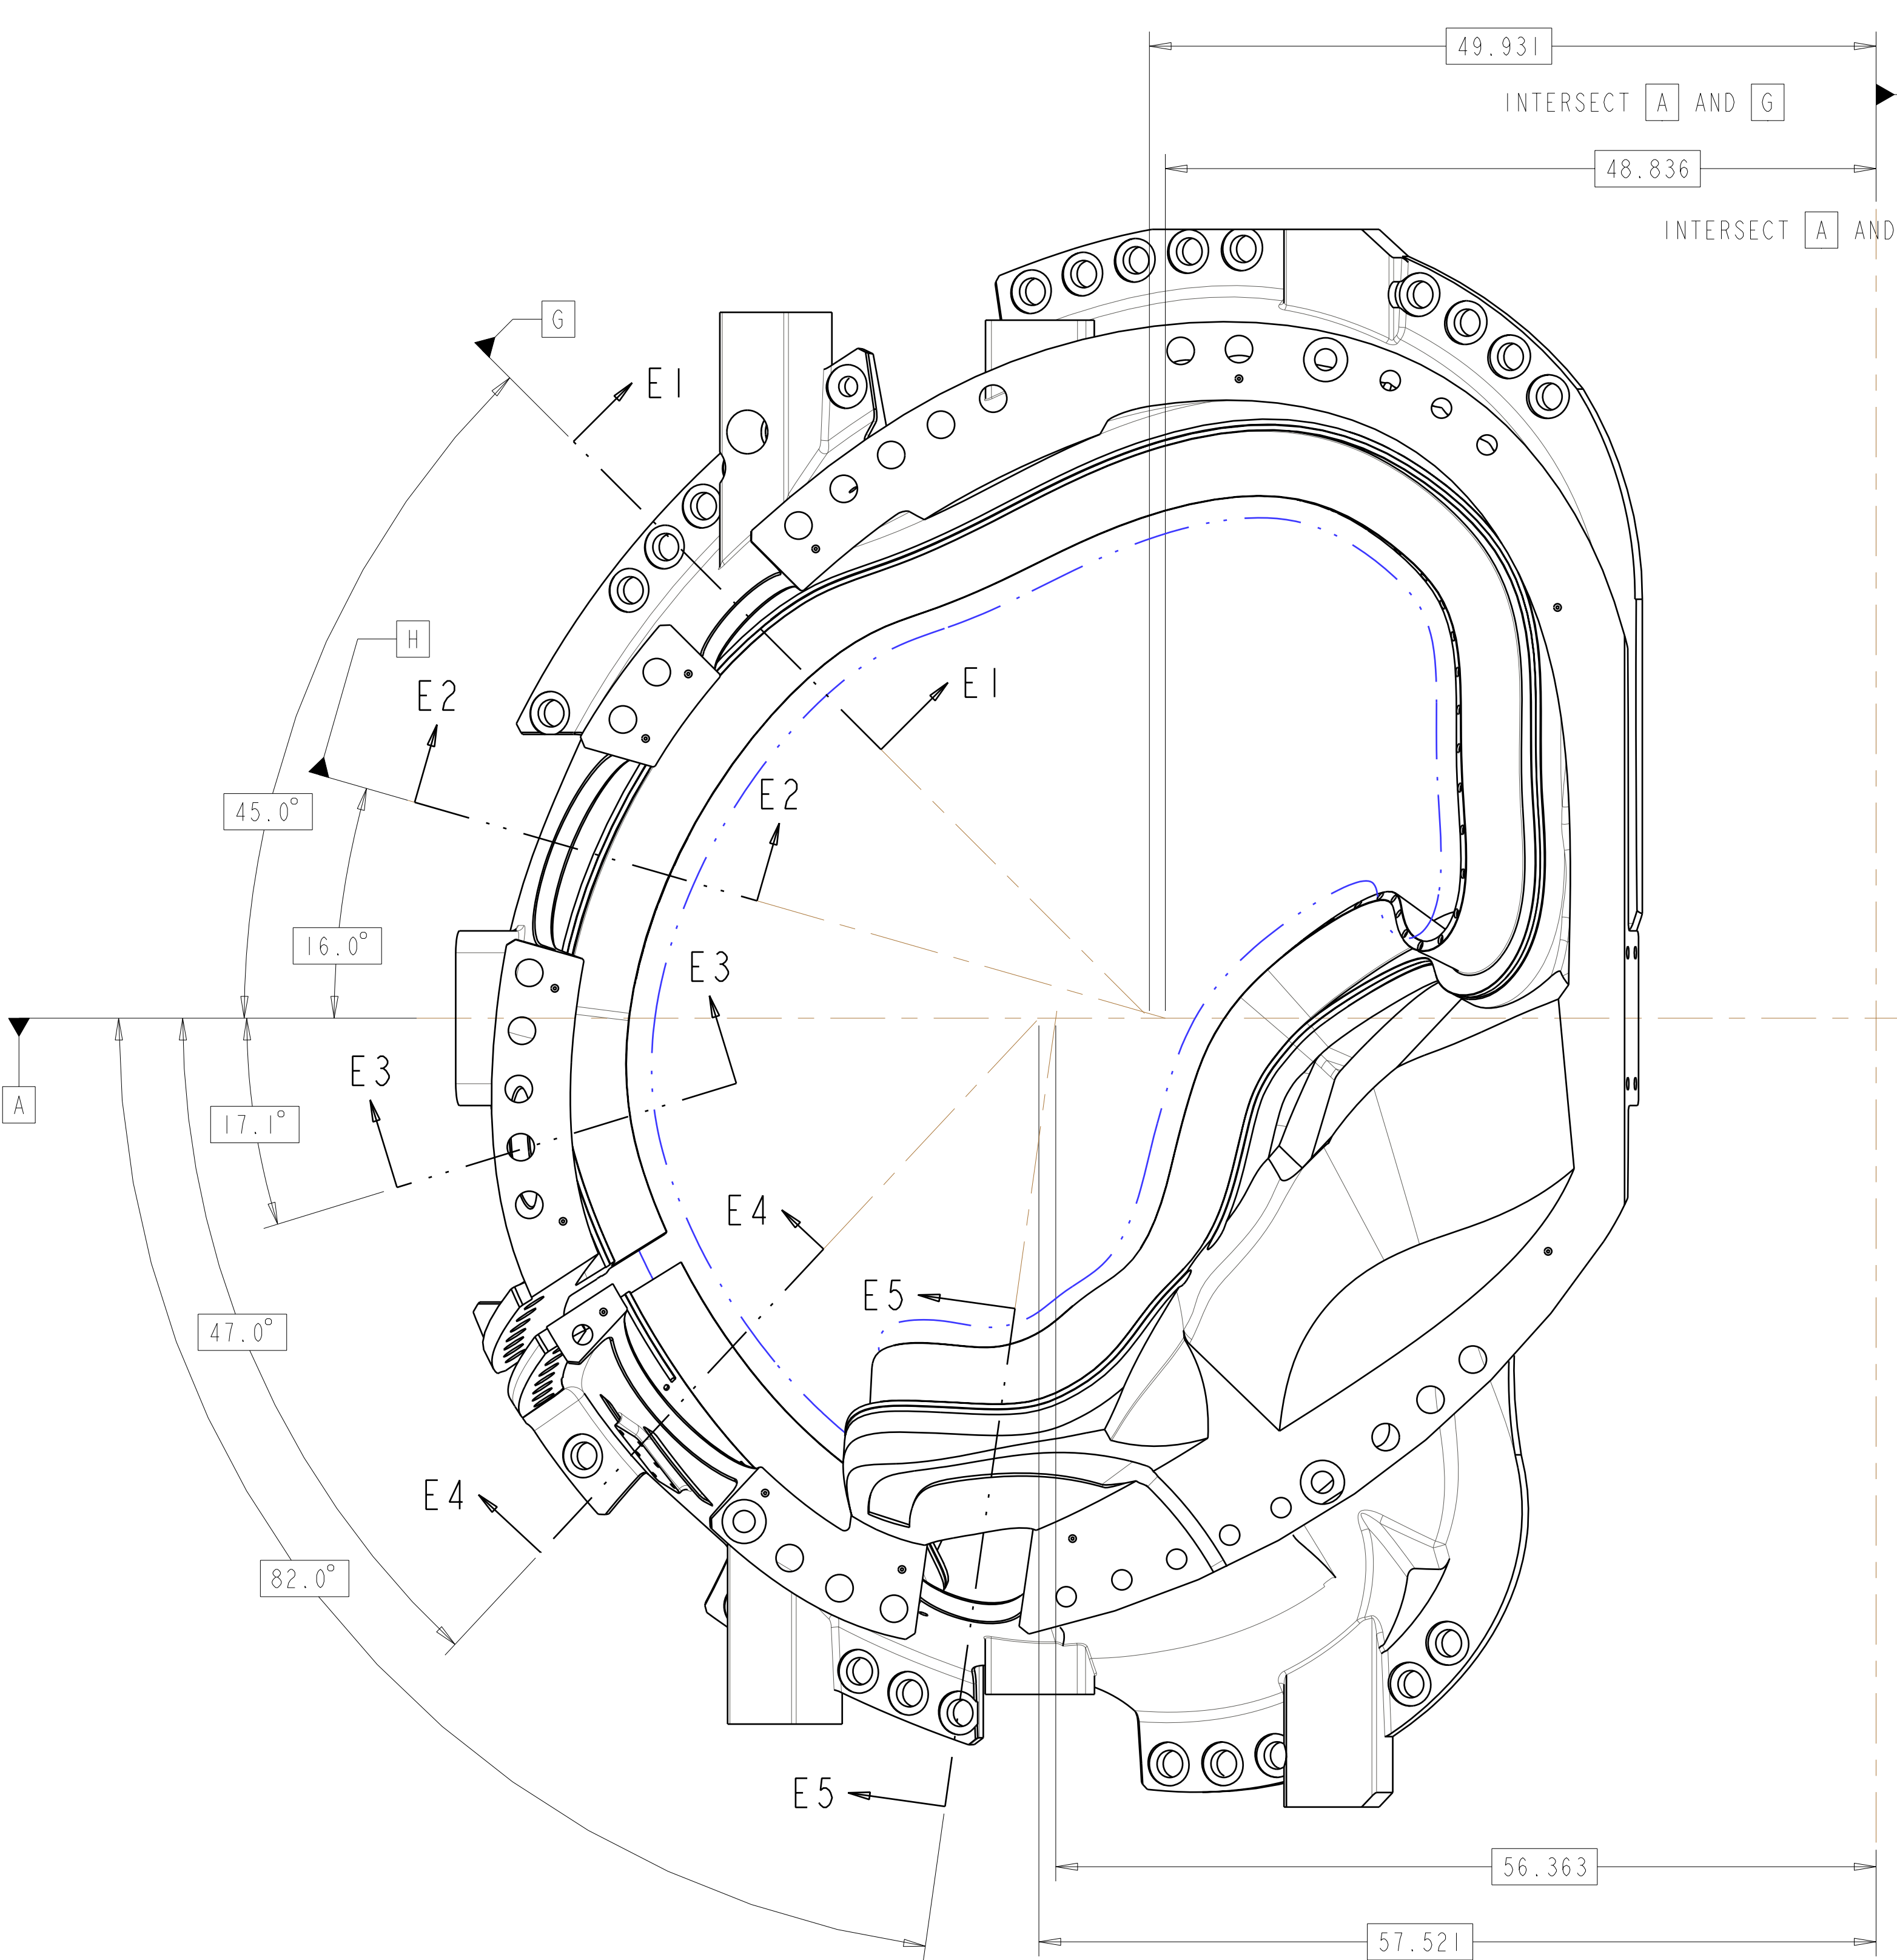 49.931
INTERSECT A AND G
48.836
INTERSECT A AND
G
E1
H
E2
E1
E2
45.0°
16.0°
E3
E3
A
17.1°
E4
E5
47.0°
E4
82.0°
E5
56.363
57.521